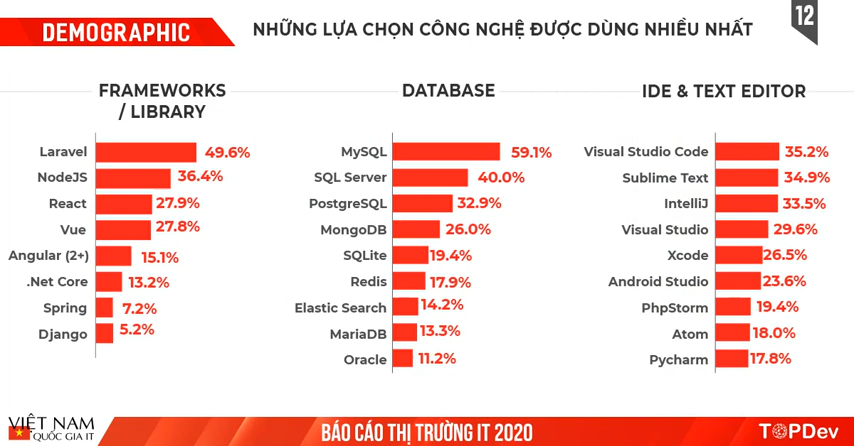 DEMOGRAPHIC
NHỮNG LỰA CHỌN CÔNG NGHỆ ĐƯỢC DÙNG NHIỀU NHẤT
12
FRAMEWORKS
/ LIBRARY
Laravel 49.6%
NodeJS 36.4%
React 27.9%
Vue 27.8%
Angular (2+) 15.1%
.Net Core 13.2%
Spring 7.2%
Django 5.2%
DATABASE
MySQL 59.1%
SQL Server 40.0%
PostgreSQL 32.9%
MongoDB 26.0%
SQLite 19.4%
Redis 17.9%
Elastic Search 14.2%
MariaDB 13.3%
Oracle 11.2%
IDE & TEXT EDITOR
Visual Studio Code 35.2%
Sublime Text 34.9%
IntelliJ 33.5%
Visual Studio 29.6%
Xcode 26.5%
Android Studio 23.6%
PhpStorm 19.4%
Atom 18.0%
Pycharm 17.8%
VIỆT NAM
QUỐC GIA IT
BÁO CÁO THỊ TRƯỜNG IT 2020
TOPDev